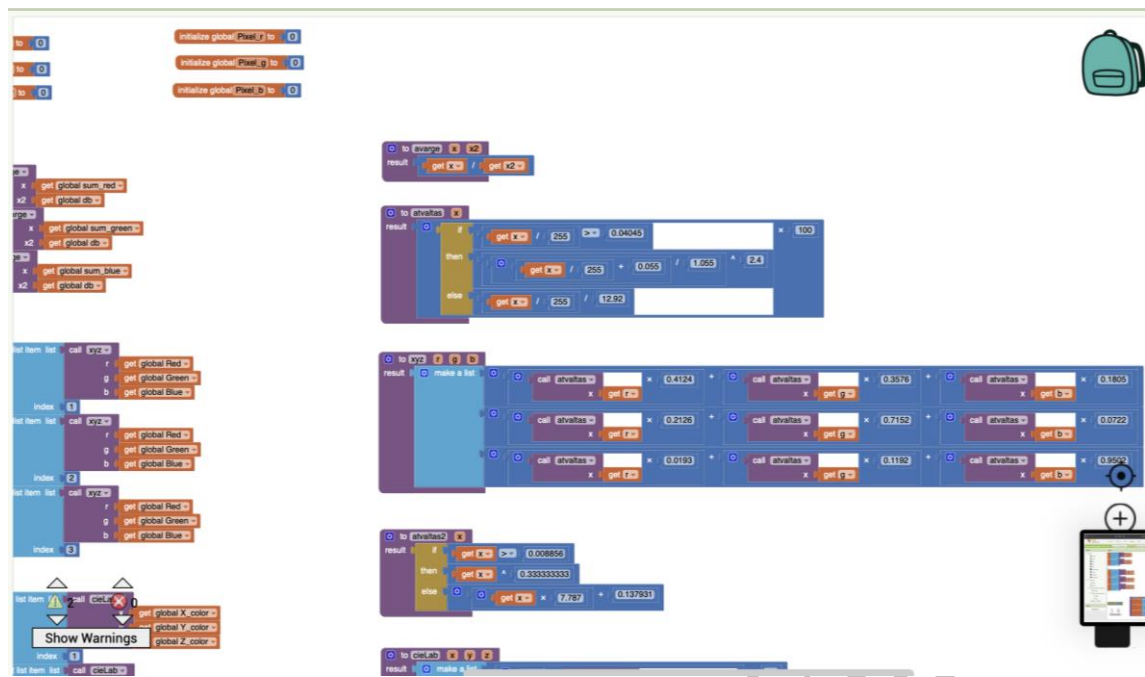 to 0
initialize global Pixel_r to 0
to 0
initialize global Pixel_g to 0
to 0
initialize global Pixel_b to 0
to avarge x x2
result get x / get x2
x get global sum_red
x2 get global db
x get global sum_green
x2 get global db
x get global sum_blue
x2 get global db
to atvaltas x
result if get x / 255 > 0.04045 × 100
then get x / 255 + 0.055 / 1.055 ^ 2.4
else get x / 255 / 12.92
list item list call xyz
r get global Red
g get global Green
b get global Blue
index 1
list item list call xyz
r get global Red
g get global Green
b get global Blue
index 2
list item list call xyz
r get global Red
g get global Green
b get global Blue
index 3
to xyz r g b
result make a list call atvaltas × 0.4124 + call atvaltas × 0.3576 + call atvaltas × 0.1805
x get r x get g x get b
call atvaltas × 0.2126 + call atvaltas × 0.7152 + call atvaltas × 0.0722
x get r x get g x get b
call atvaltas × 0.0193 + call atvaltas × 0.1192 + call atvaltas × 0.9502
x get r x get g x get b
to atvaltas2 x
result if get x > 0.008856
then get x ^ 0.333333333
else get x × 7.787 + 0.137931
list item call
get global X_color
global Y_color
global Z_color
2 0
Show Warnings
index 1
list item list call cieLab
to cieLab x y z
result make a list